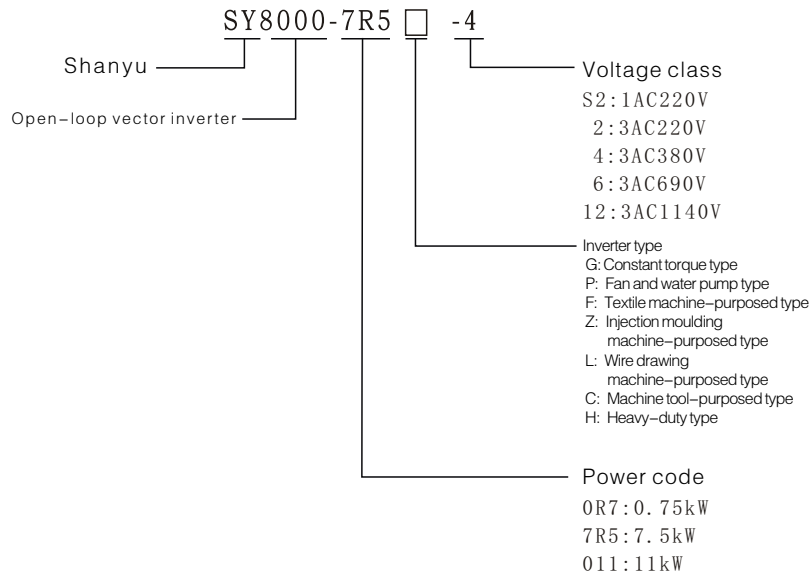 SY8000-7R5□ -4
Shanyu
Open-loop vector inverter
Voltage class
S2:1AC220V
2:3AC220V
4:3AC380V
6:3AC690V
12:3AC1140V
Inverter type
G: Constant torque type
P: Fan and water pump type
F: Textile machine-purposed type
Z: Injection moulding
machine-purposed type
L: Wire drawing
machine-purposed type
C: Machine tool-purposed type
H: Heavy-duty type
Power code
0R7:0.75kW
7R5:7.5kW
011:11kW